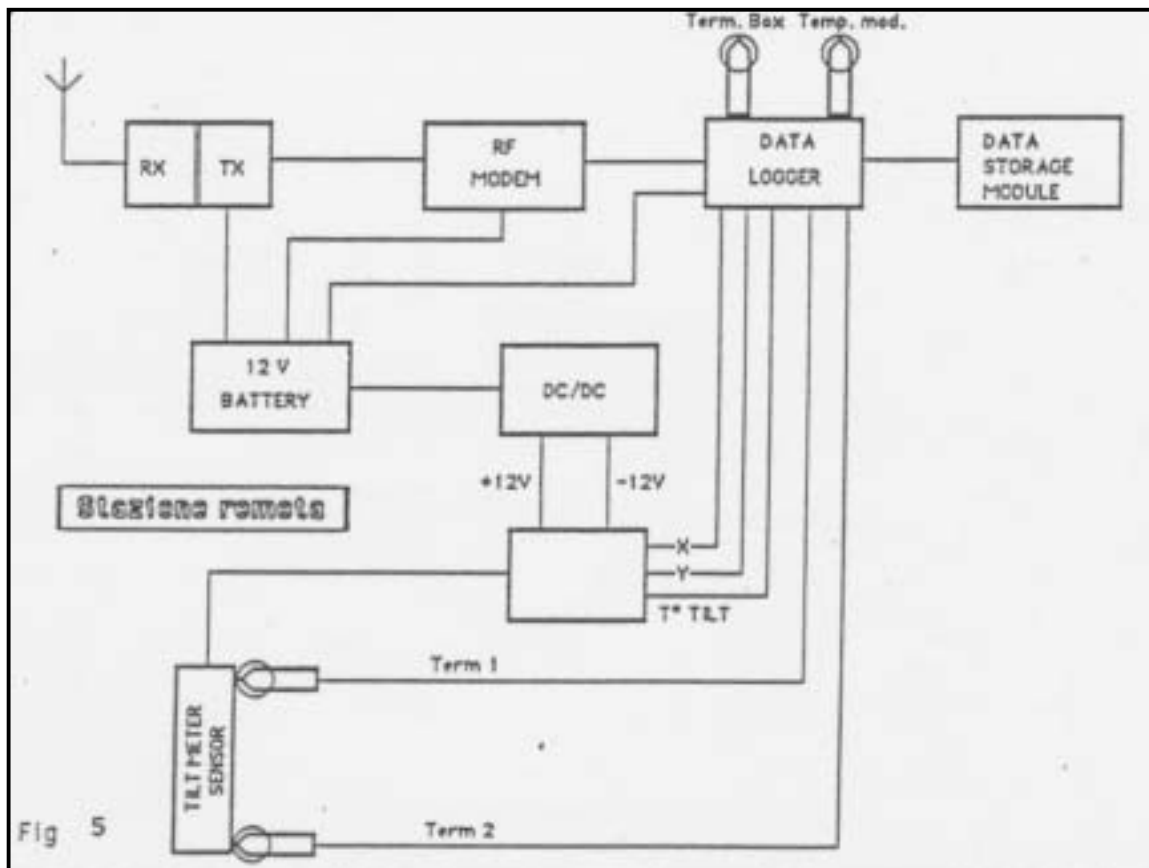 Term. Box Temp. mod.
RX TX
RF
MODEM
DATA
LOGGER
DATA
STORAGE
MODULE
12 V
BATTERY
DC/DC
+12V -12V
Stazione remota
X
Y
T° TILT
Term 1
TILT METER
SENSOR
Term 2
Fig 5